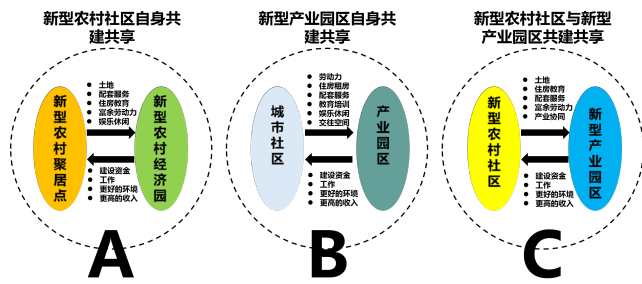 新型农村社区自身共
建共享
土地
配套服务
住房教育
富余劳动力
娱乐休闲
新型农村聚居点
新型农村经济园
建设资金
工作
更好的环境
更高的收入
A
新型产业园区自身共
建共享
劳动力
住房租房
配套服务
教育培训
娱乐休闲
交往空间
城市社区
产业园区
建设资金
工作
更好的环境
更高的收入
B
新型农村社区与新型
产业园区共建共享
土地
住房教育
配套服务
富余劳动力
产业协同
新型农村社区
新型产业园区
建设资金
工作
更好的环境
更高的收入
C